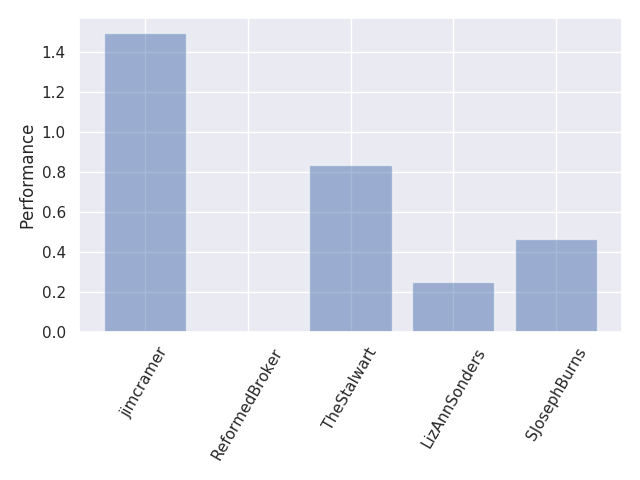 1.4
1.2
1.0
0.8
0.6
0.4
0.2
0.0
Performance
jimcramer
ReformedBroker
TheStalwart
LizAnnSonders
SJosephBurns